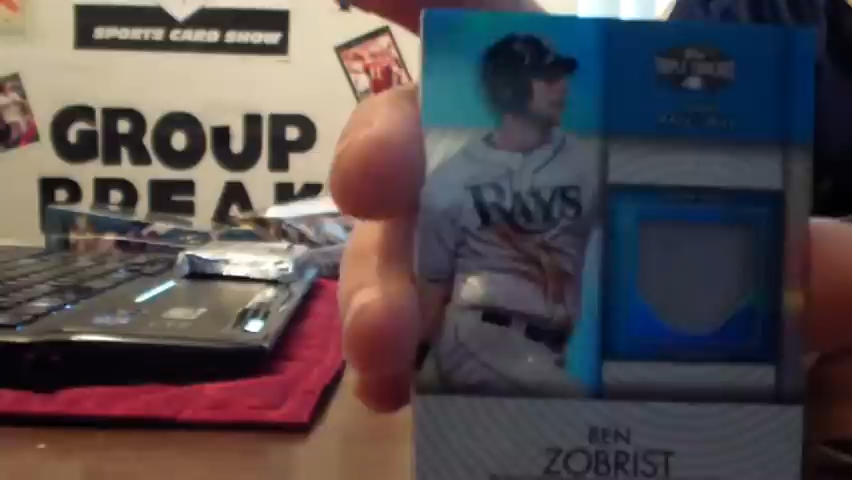 SPORTS CARD SHOW
GROUP
BREAK
RAYS
BEN
ZOBRIST